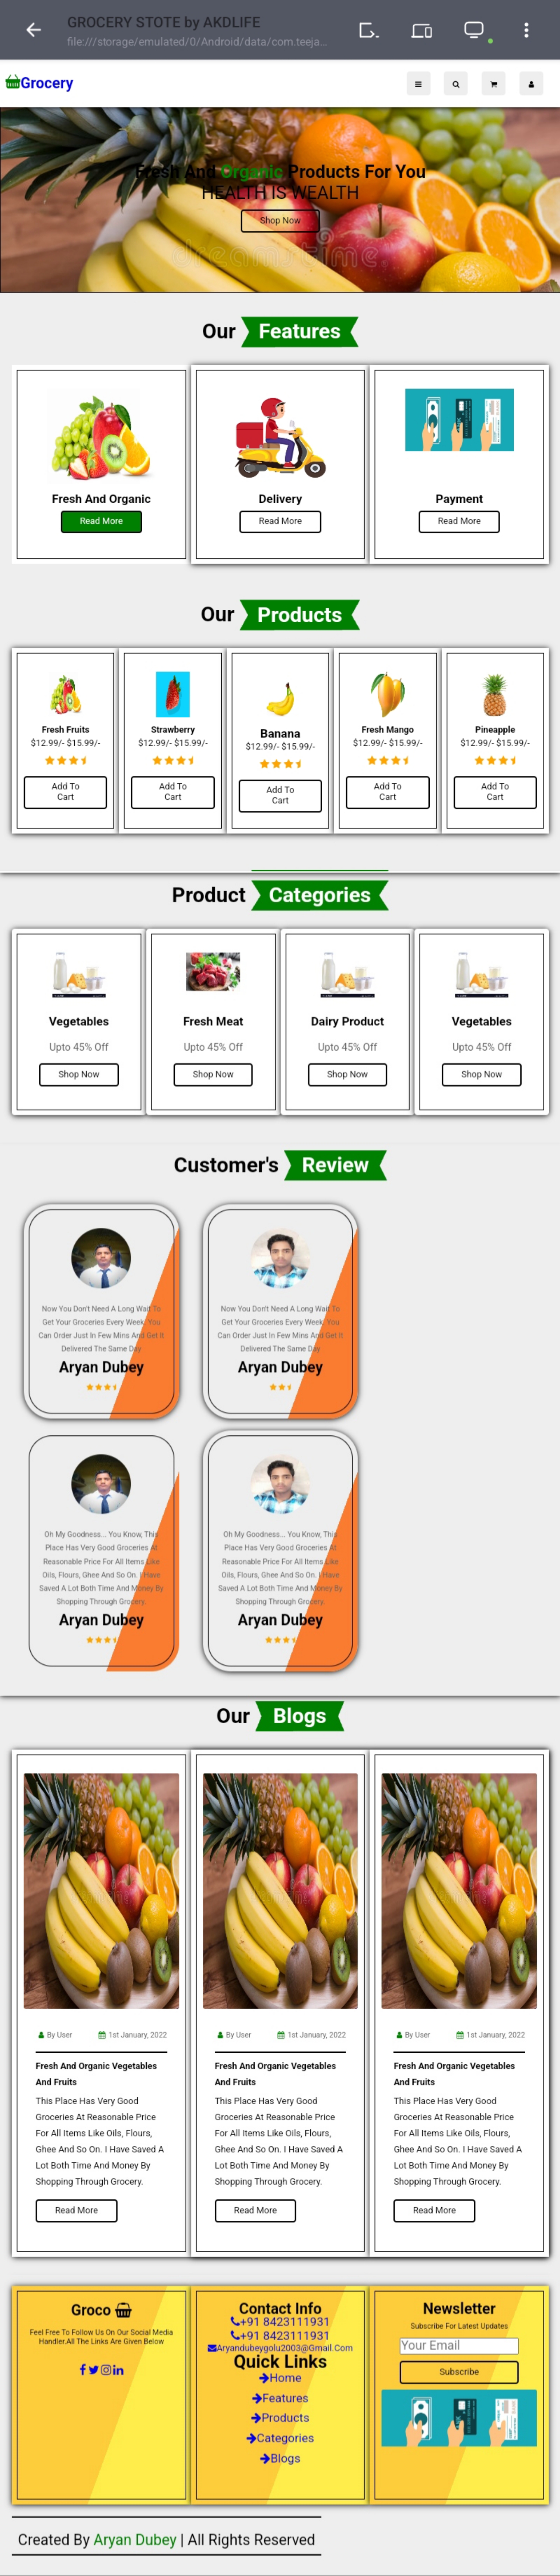 GROCERY STOTE by AKDLIFE
file:///storage/emulated/0/Android/data/com.teeja...
Grocery
Fresh And Organic Products For You
HEALTH IS WEALTH
Shop Now
dreamstime
Our Features
Fresh And Organic
Read More
Delivery
Read More
Payment
Read More
Our Products
Fresh Fruits
$12.99/- $15.99/-
Add To
Cart
Strawberry
$12.99/- $15.99/-
Add To
Cart
Banana
$12.99/- $15.99/-
Add To
Cart
Fresh Mango
$12.99/- $15.99/-
Add To
Cart
Pineapple
$12.99/- $15.99/-
Add To
Cart
Product Categories
Vegetables
Upto 45% Off
Shop Now
Fresh Meat
Upto 45% Off
Shop Now
Dairy Product
Upto 45% Off
Shop Now
Vegetables
Upto 45% Off
Shop Now
Customer's Review
Now You Don't Need A Long Wait To
Get Your Groceries Every Week. You
Can Order Just In Few Mins And Get It
Delivered The Same Day
Aryan Dubey
Now You Don't Need A Long Wait To
Get Your Groceries Every Week. You
Can Order Just In Few Mins And Get It
Delivered The Same Day
Aryan Dubey
Oh My Goodness... You Know, This
Place Has Very Good Groceries At
Reasonable Price For All Items Like
Oils, Flours, Ghee And So On. I Have
Saved A Lot Both Time And Money By
Shopping Through Grocery.
Aryan Dubey
Oh My Goodness... You Know, This
Place Has Very Good Groceries At
Reasonable Price For All Items Like
Oils, Flours, Ghee And So On. I Have
Saved A Lot Both Time And Money By
Shopping Through Grocery.
Aryan Dubey
Our Blogs
By User 1st January, 2022
Fresh And Organic Vegetables
And Fruits
This Place Has Very Good
Groceries At Reasonable Price
For All Items Like Oils, Flours,
Ghee And So On. I Have Saved A
Lot Both Time And Money By
Shopping Through Grocery.
Read More
By User 1st January, 2022
Fresh And Organic Vegetables
And Fruits
This Place Has Very Good
Groceries At Reasonable Price
For All Items Like Oils, Flours,
Ghee And So On. I Have Saved A
Lot Both Time And Money By
Shopping Through Grocery.
Read More
By User 1st January, 2022
Fresh And Organic Vegetables
And Fruits
This Place Has Very Good
Groceries At Reasonable Price
For All Items Like Oils, Flours,
Ghee And So On. I Have Saved A
Lot Both Time And Money By
Shopping Through Grocery.
Read More
Groco
Feel Free To Follow Us On Our Social Media
Handler.All The Links Are Given Below
Contact Info
+91 8423111931
+91 8423111931
Aryandubeygolu2003@Gmail.Com
Quick Links
Home
Features
Products
Categories
Blogs
Newsletter
Subscribe For Latest Updates
Your Email
Subscribe
Created By Aryan Dubey | All Rights Reserved